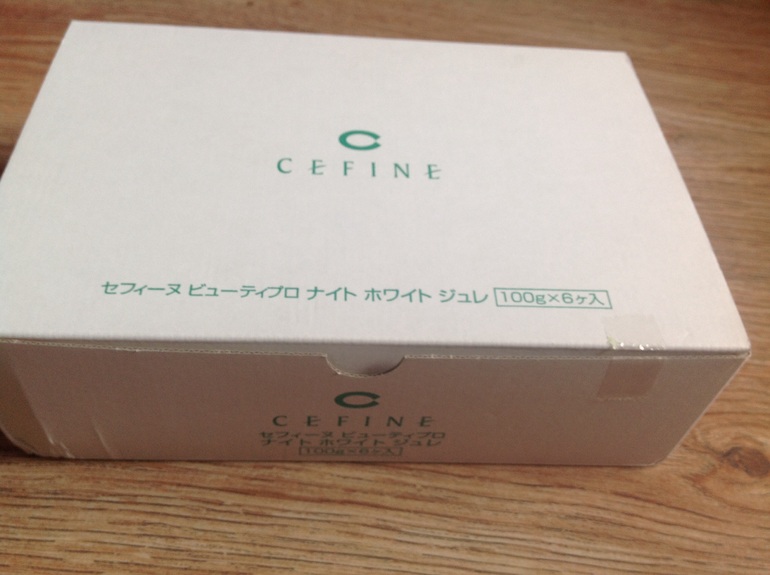 CEFINE
セフィーヌ ビューティプロ ナイト ホワイト ジュレ 100g×6ヶ入
CEFINE
セフィーヌ ビューティプロ
ナイト ホワイト ジュレ
100g×6ヶ入